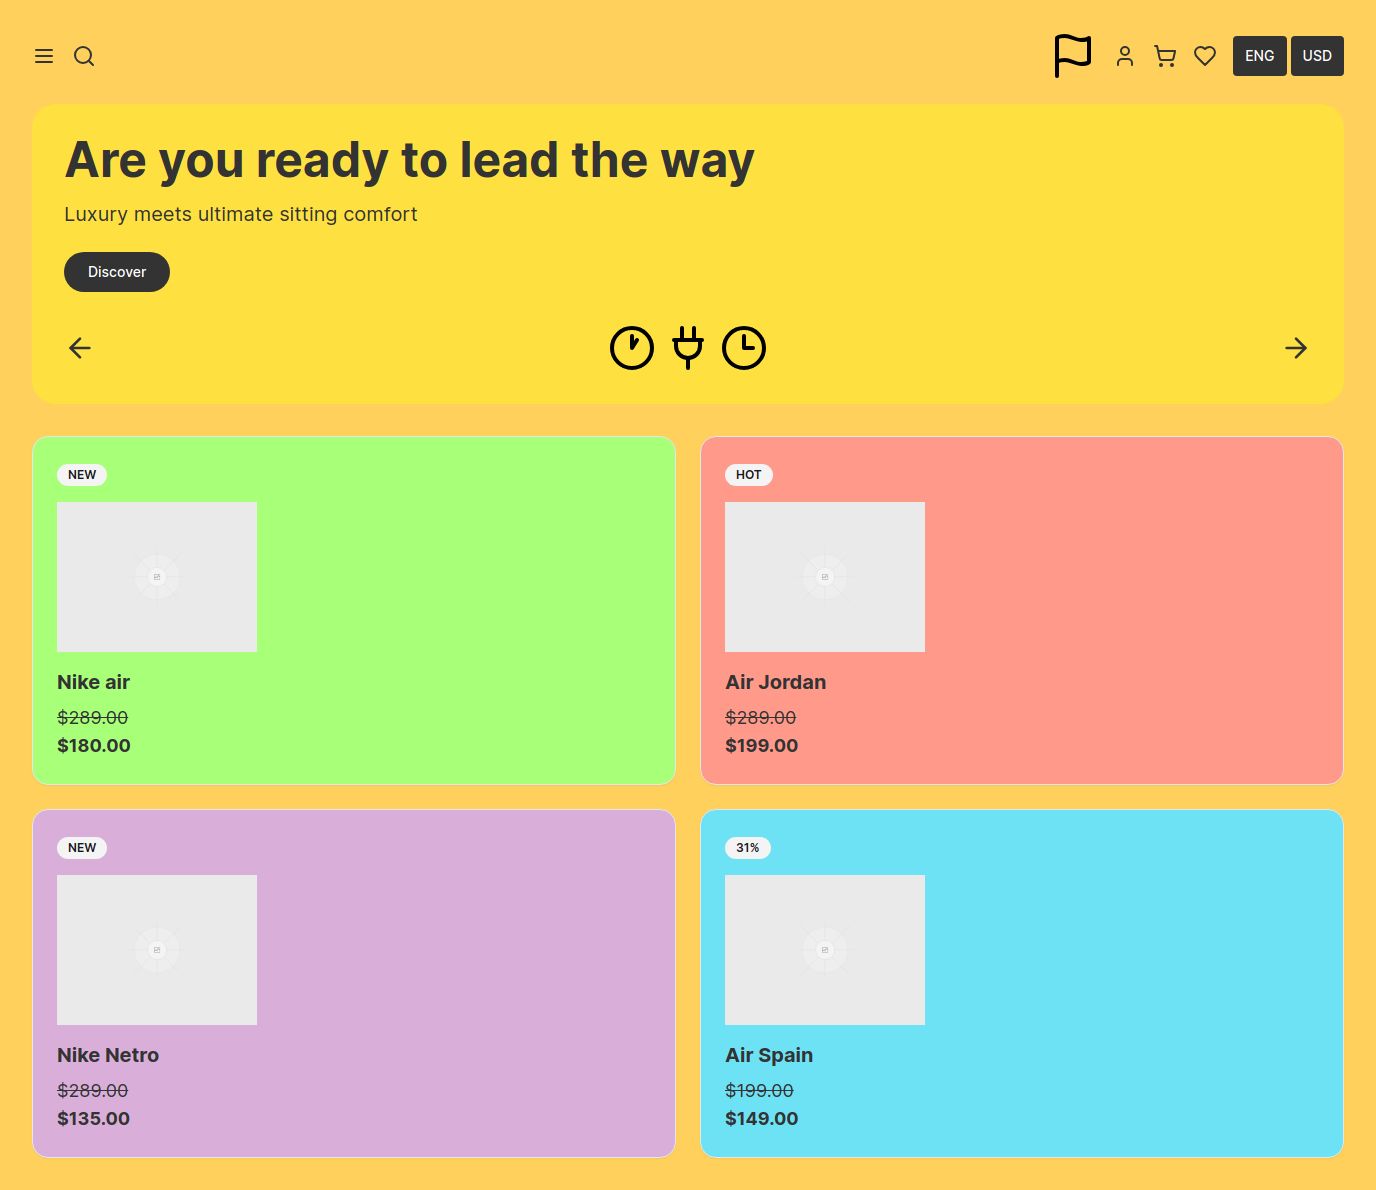 ENG USD
Are you ready to lead the way
Luxury meets ultimate sitting comfort
Discover
NEW
Nike air
$289.00
$180.00
HOT
Air Jordan
$289.00
$199.00
NEW
Nike Netro
$289.00
$135.00
31%
Air Spain
$199.00
$149.00